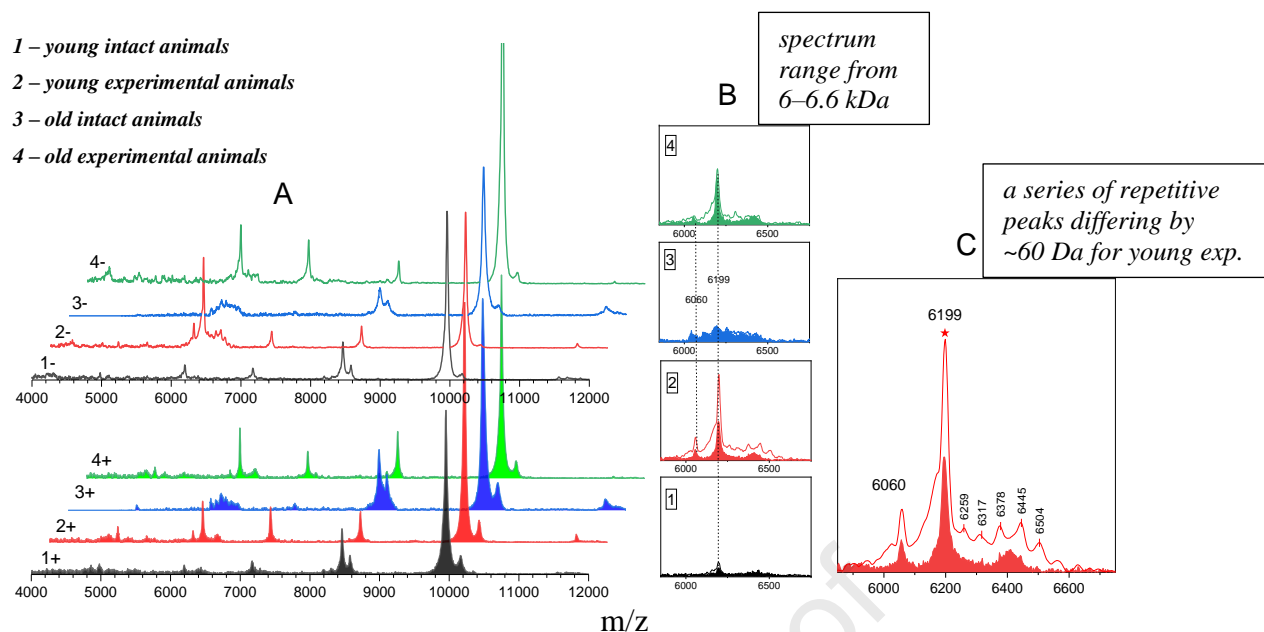 1 – young intact animals
2 – young experimental animals
3 – old intact animals
4 – old experimental animals
A
4-
3-
2-
1-
4000 5000 6000 7000 8000 9000 10000 11000 12000
4+
3+
2+
1+
4000 5000 6000 7000 8000 9000 10000 11000 12000
m/z
B
spectrum
range from
6–6.6 kDa
4
6000 6500
3
6199
6060
6000 6500
2
6000 6500
1
6000 6500
C
a series of repetitive
peaks differing by
~60 Da for young exp.
6199
6060
6259
6317
6378
6445
6504
6000 6200 6400 6600